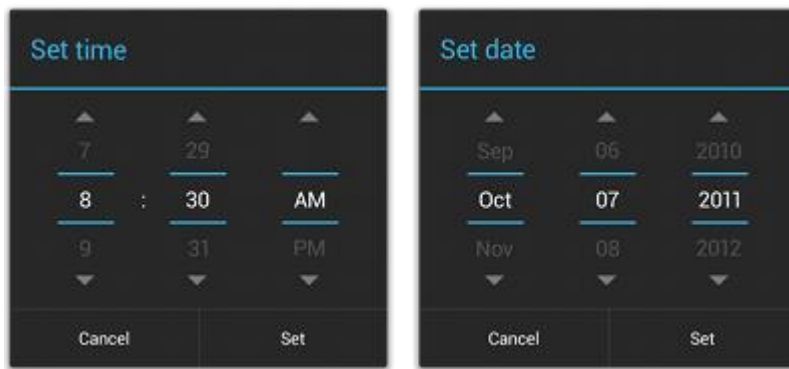 Set time
7 29
8 : 30 AM
9 31 PM
Cancel Set
Set date
Sep 06 2010
Oct 07 2011
Nov 08 2012
Cancel Set